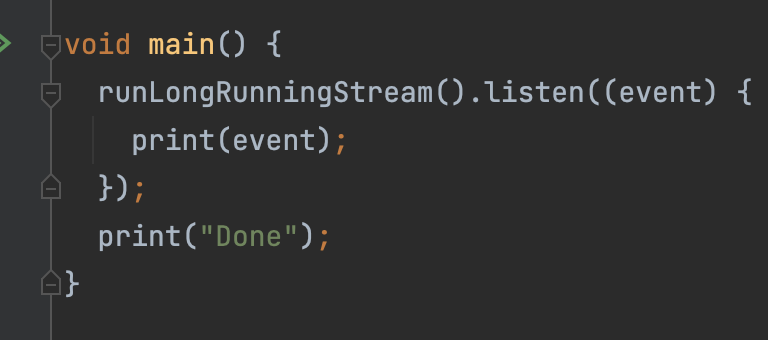 void main() {
  runLongRunningStream().listen((event) {
    print(event);
  });
  print("Done");
}